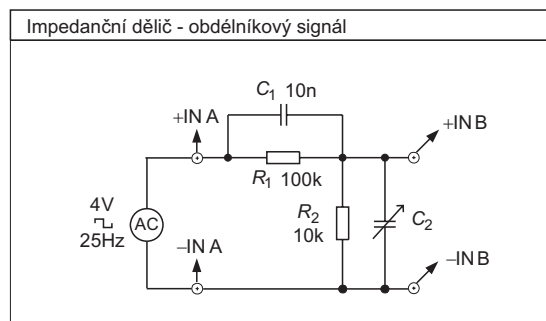 Impedanční dělič - obdélníkový signál
C1 10n
+IN A
+IN B
R1 100k
4V
25Hz
AC
R2
10k
C2
−IN A
−IN B